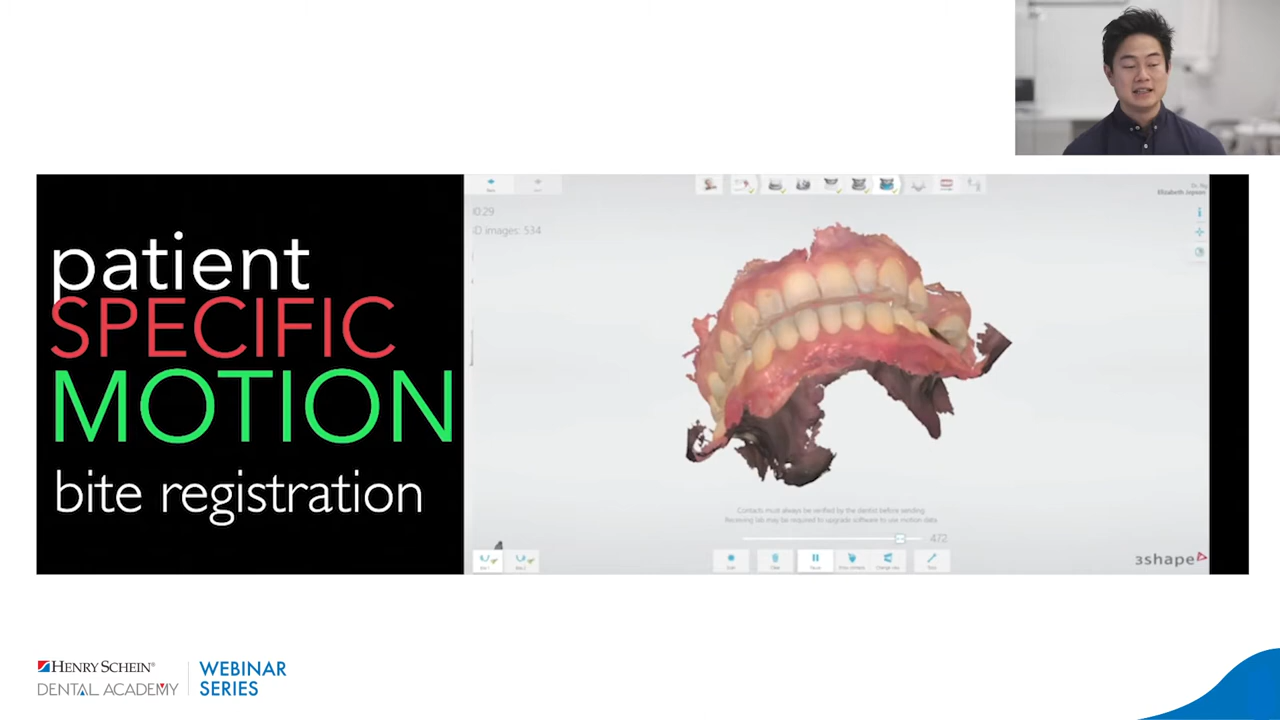 patient
SPECIFIC
MOTION
bite registration
0:29
D images: 534
Elizabeth Jopson
Contacts must always be verified by the dentist before sending.
Receiving lab may be required to upgrade software to use motion data.
472
3shape
HENRY SCHEIN®
DENTAL ACADEMY
WEBINAR
SERIES